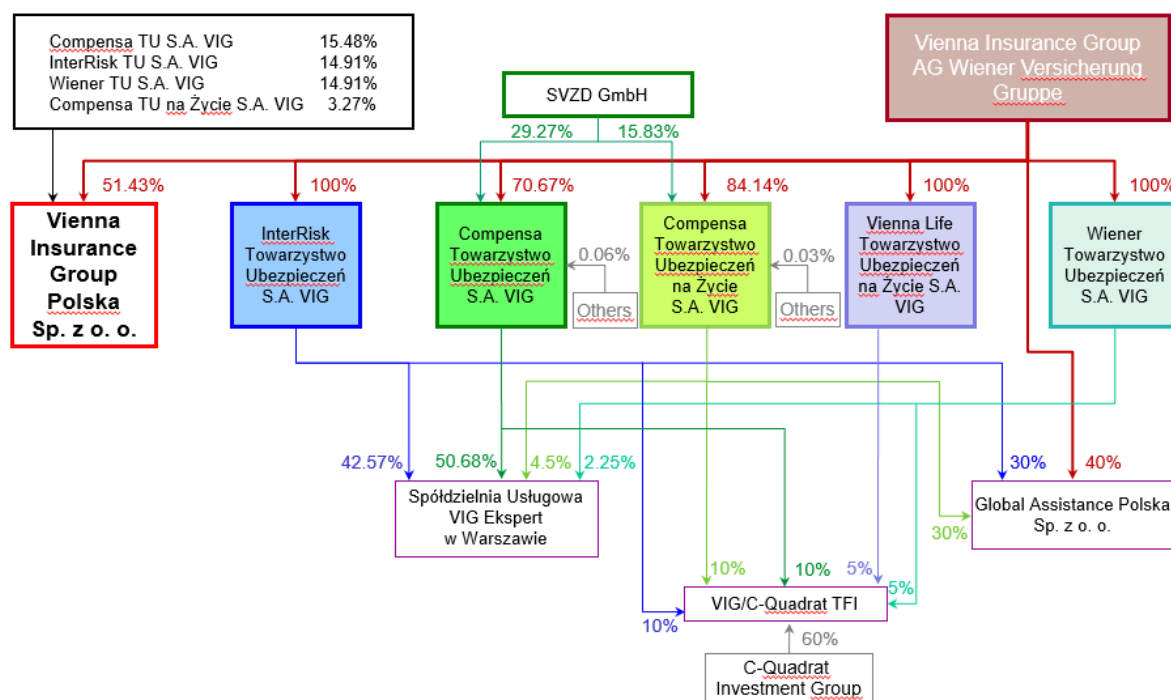 Compensa TU S.A. VIG 15.48%
InterRisk TU S.A. VIG 14.91%
Wiener TU S.A. VIG 14.91%
Compensa TU na Życie S.A. VIG 3.27%
SVZD GmbH
Vienna Insurance Group
AG Wiener Versicherung
Gruppe
29.27%
15.83%
51.43%
100%
70.67%
84.14%
100%
100%
Vienna
Insurance
Group
Polska
Sp. z o. o.
InterRisk
Towarzystwo
Ubezpieczeń
S.A. VIG
Compensa
Towarzystwo
Ubezpieczeń
S.A. VIG
0.06%
Others
Compensa
Towarzystwo
Ubezpieczeń
na Życie
S.A. VIG
0.03%
Others
Vienna Life
Towarzystwo
Ubezpieczeń
na Życie S.A.
VIG
Wiener
Towarzystwo
Ubezpieczeń
S.A. VIG
42.57%
50.68%
4.5%
2.25%
30%
40%
Spółdzielnia Usługowa
VIG Ekspert
w Warszawie
Global Assistance Polska
Sp. z o. o.
30%
10%
10%
5%
5%
VIG/C-Quadrat TFI
10%
60%
C-Quadrat
Investment Group